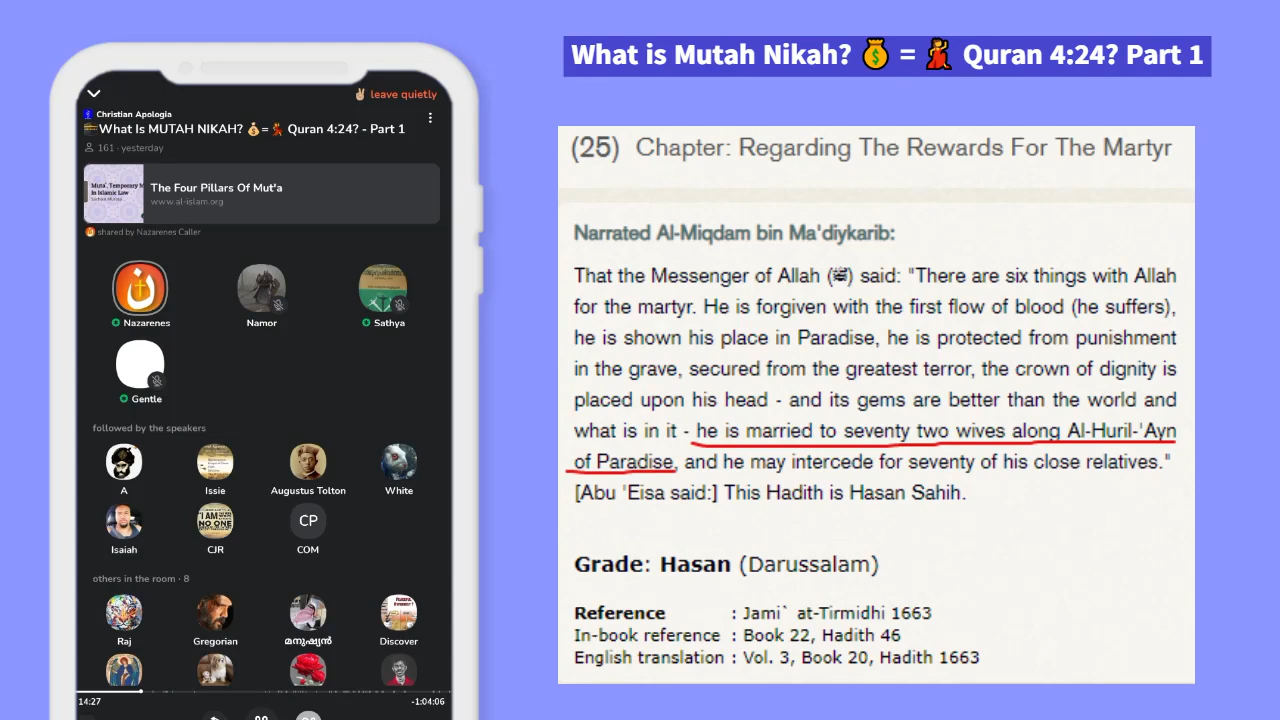 What is Mutah Nikah? 💰 = 💃 Quran 4:24? Part 1
✌🏼 leave quietly
Christian Apologia
What Is MUTAH NIKAH? 💰=💃 Quran 4:24? - Part 1
161 · yesterday
The Four Pillars Of Mut'a
www.al-islam.org
shared by Nazarenes Caller
Nazarenes
Namor
Sathya
Gentle
followed by the speakers
A
Issie
Augustus Tolton
White
CP
Isaiah
CJR
COM
others in the room · 8
Raj
Gregorian
മനുഷ്യൻ
Discover
14:27
-1:04:06
(25) Chapter: Regarding The Rewards For The Martyr
Narrated Al-Miqdam bin Ma'diykarib:
That the Messenger of Allah (ﷺ) said: "There are six things with Allah
for the martyr. He is forgiven with the first flow of blood (he suffers),
he is shown his place in Paradise, he is protected from punishment
in the grave, secured from the greatest terror, the crown of dignity is
placed upon his head - and its gems are better than the world and
what is in it - he is married to seventy two wives along Al-Huril-'Ayn
of Paradise, and he may intercede for seventy of his close relatives."
[Abu 'Eisa said:] This Hadith is Hasan Sahih.
Grade: Hasan (Darussalam)
Reference : Jami` at-Tirmidhi 1663
In-book reference : Book 22, Hadith 46
English translation : Vol. 3, Book 20, Hadith 1663